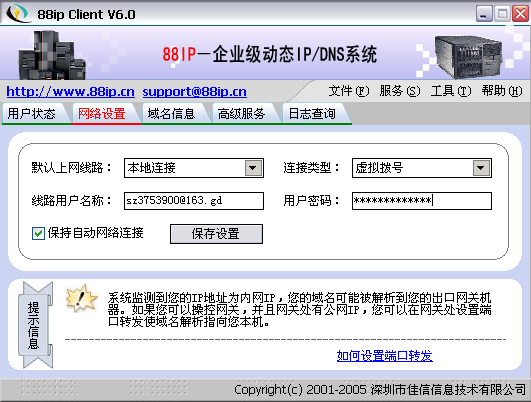 88ip Client V6.0
88IP－企业级动态IP/DNS系统
http://www.88ip.cn support@88ip.cn 文件(F) 服务(S) 工具(T) 帮助(H)
用户状态 网络设置 域名信息 高级服务 日志查询
默认上网线路： 本地连接 连接类型： 虚拟拨号
线路用户名称： sz3753900@163.gd 用户密码： *************
保持自动网络连接 保存设置
提示信息
系统监测到您的IP地址为内网IP，您的域名可能被解析到您的出口网关机
器。如果您可以操控网关，并且网关处有公网IP，您可以在网关处设置端
口转发使域名解析指向您本机。
如何设置端口转发
Copyright(c) 2001-2005 深圳市佳信信息技术有限公司